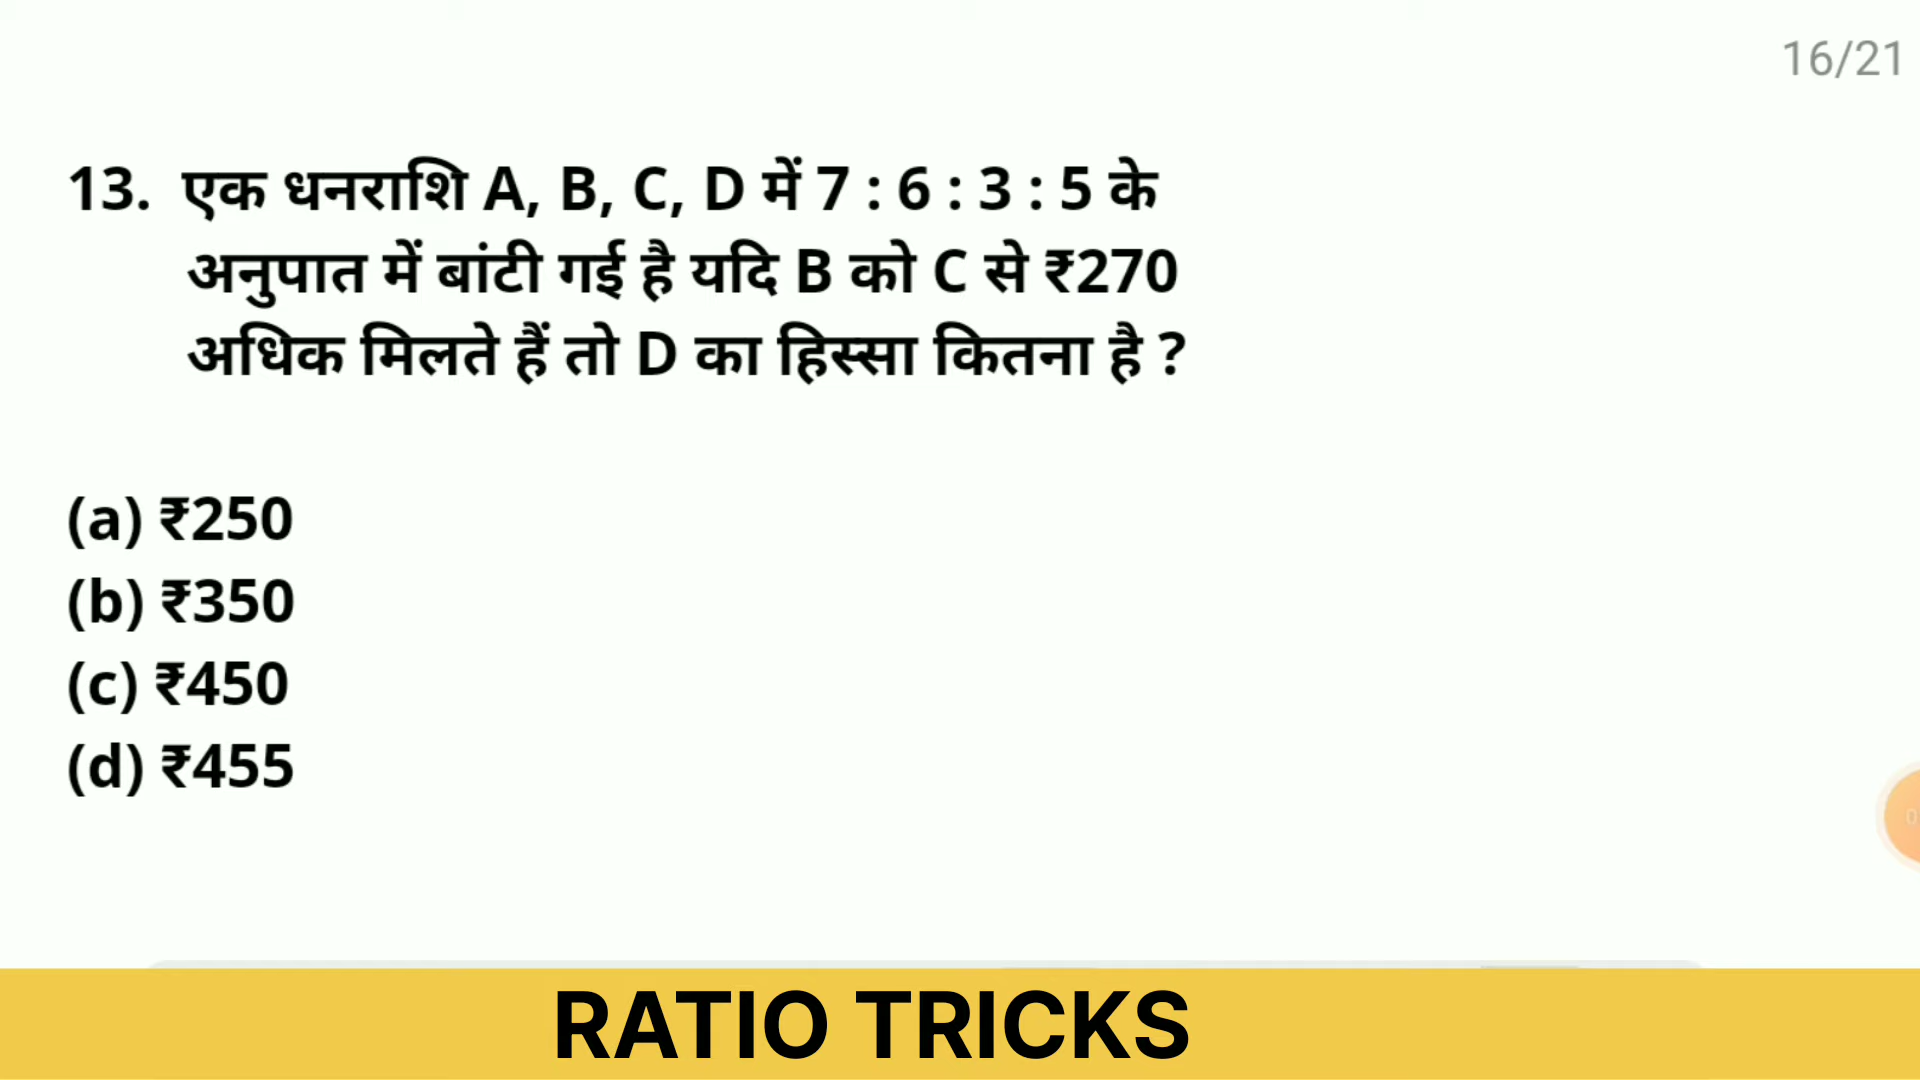 16/21
13. एक धनराशि A, B, C, D में 7 : 6 : 3 : 5 के
अनुपात में बांटी गई है यदि B को C से ₹270
अधिक मिलते हैं तो D का हिस्सा कितना है ?
(a) ₹250
(b) ₹350
(c) ₹450
(d) ₹455
RATIO TRICKS